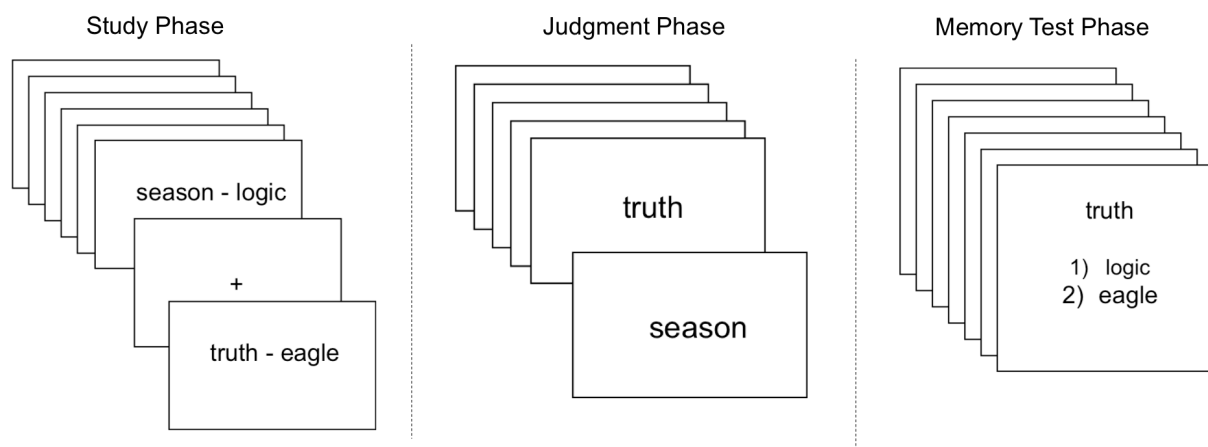 Study Phase
season - logic
+
truth - eagle
Judgment Phase
truth
season
Memory Test Phase
truth
1) logic
2) eagle